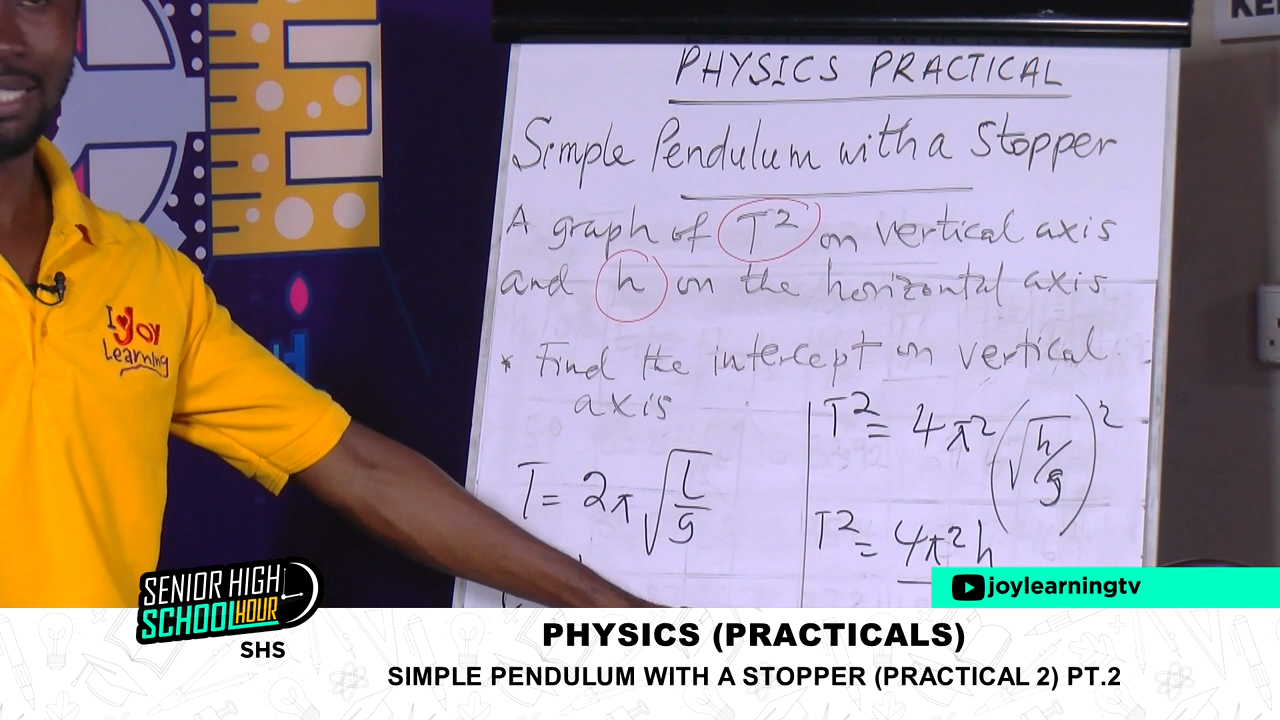 KE
PHYSICS PRACTICAL
Simple Pendulum with a Stopper
A graph of T² on vertical axis
and h on the horizontal axis
* Find the intercept on vertical
axis
T = 2π√(l/g)
T² = 4π²(√h/g)²
T² = 4π²h
I Joy
Learning
SENIOR HIGH
SCHOOL HOUR
SHS
joylearningtv
PHYSICS (PRACTICALS)
SIMPLE PENDULUM WITH A STOPPER (PRACTICAL 2) PT.2